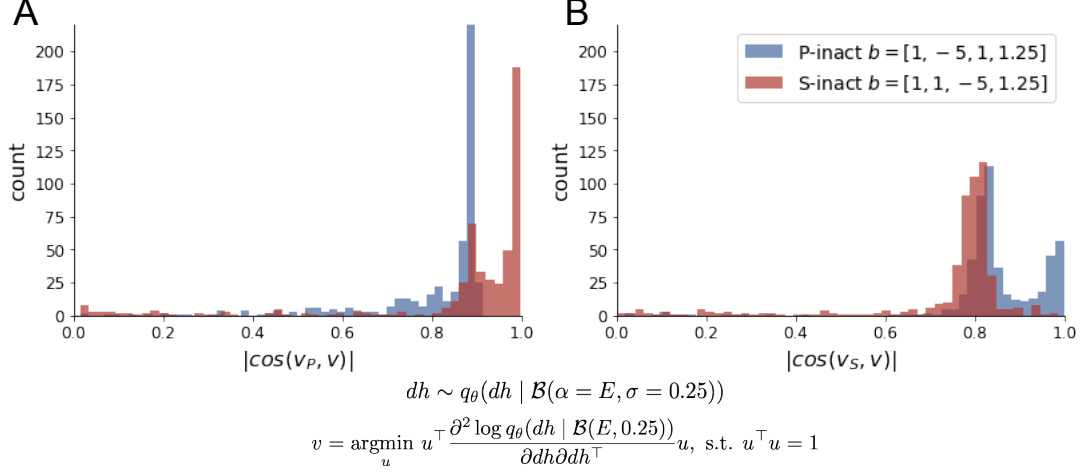 A
B
200
175
150
125
100
75
50
25
0
count
0.0 0.2 0.4 0.6 0.8 1.0
|cos(v_P, v)|
200
175
150
125
100
75
50
25
0
count
P-inact b = [1, −5, 1, 1.25]
S-inact b = [1, 1, −5, 1.25]
0.0 0.2 0.4 0.6 0.8 1.0
|cos(v_S, v)|
dh ∼ q_θ(dh | ℬ(α = E, σ = 0.25))
v = argmin_u u^⊤ ∂² log q_θ(dh | ℬ(E, 0.25)) / ∂dh∂dh^⊤ u, s.t. u^⊤u = 1